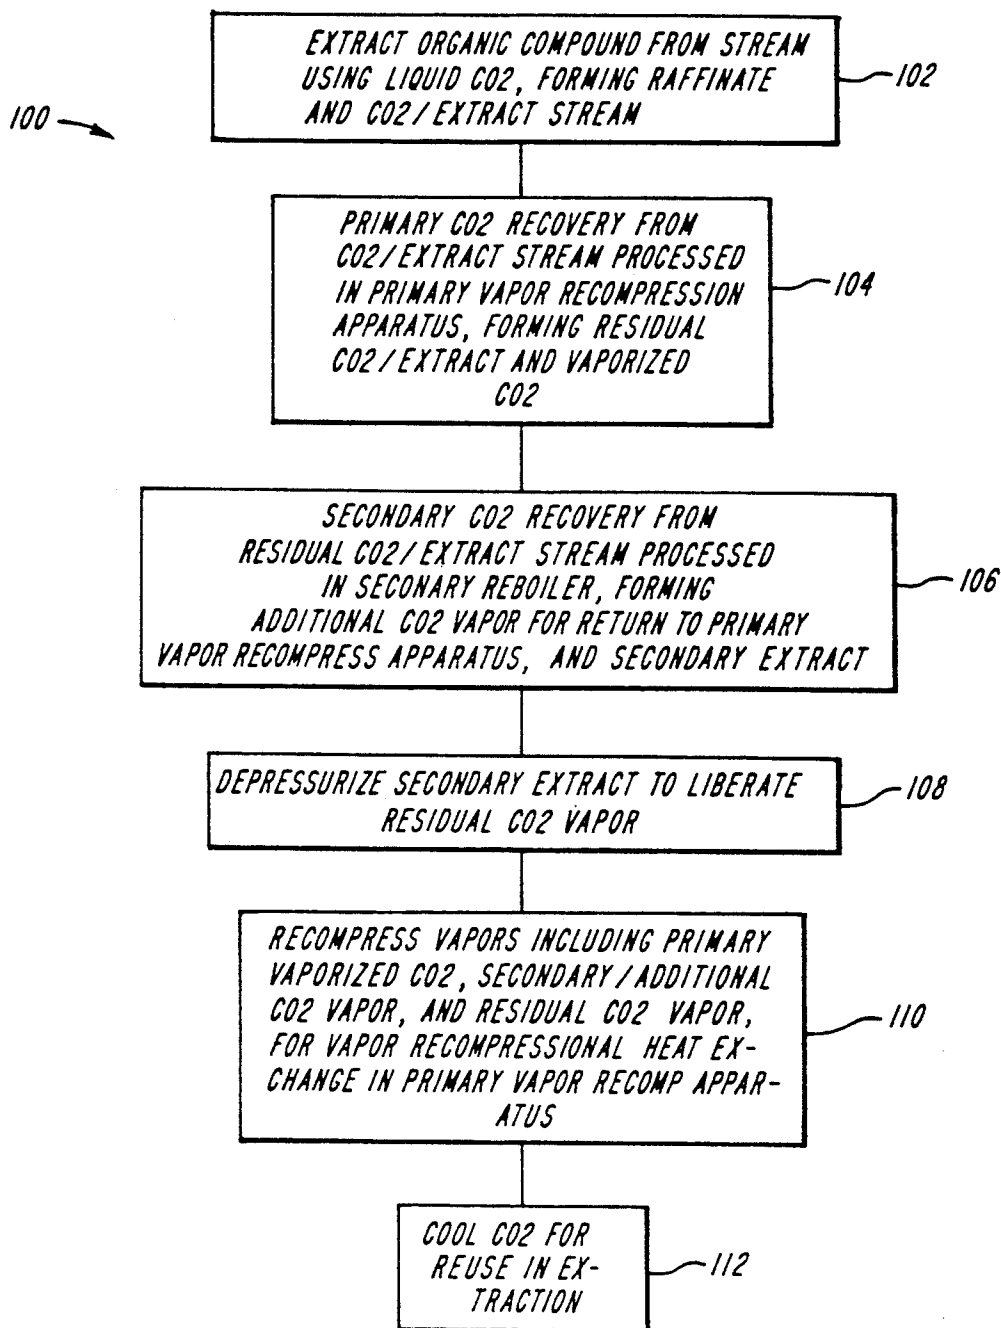 EXTRACT ORGANIC COMPOUND FROM STREAM
USING LIQUID CO2, FORMING RAFFINATE
AND CO2/EXTRACT STREAM
102
100
PRIMARY CO2 RECOVERY FROM
CO2/EXTRACT STREAM PROCESSED
IN PRIMARY VAPOR RECOMPRESSION
APPARATUS, FORMING RESIDUAL
CO2/EXTRACT AND VAPORIZED
CO2
104
SECONDARY CO2 RECOVERY FROM
RESIDUAL CO2/EXTRACT STREAM PROCESSED
IN SECONARY REBOILER, FORMING
ADDITIONAL CO2 VAPOR FOR RETURN TO PRIMARY
VAPOR RECOMPRESS APPARATUS, AND SECONDARY EXTRACT
106
DEPRESSURIZE SECONDARY EXTRACT TO LIBERATE
RESIDUAL CO2 VAPOR
108
RECOMPRESS VAPORS INCLUDING PRIMARY
VAPORIZED CO2, SECONDARY/ADDITIONAL
CO2 VAPOR, AND RESIDUAL CO2 VAPOR,
FOR VAPOR RECOMPRESSIONAL HEAT EX-
CHANGE IN PRIMARY VAPOR RECOMP APPAR-
ATUS
110
COOL CO2 FOR
REUSE IN EX-
TRACTION
112